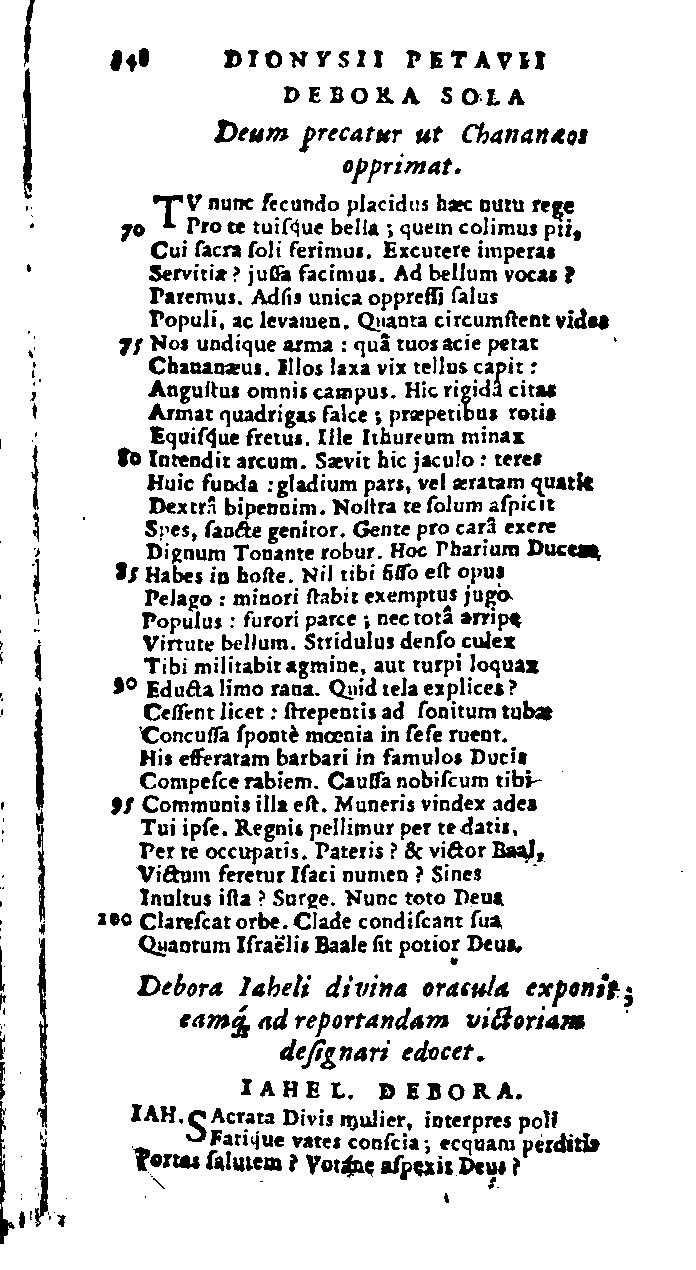 848 DIONYSII PETAVII
DEBORA SOLA
Deum precatur ut Chananæos
opprimat.
TV nunc ſecundo placidus hæc nutu rege
70 Pro te tuiſque bella ; quem colimus pii,
Cui ſacra ſoli ferimus. Excutere imperas
Servitia ? juſſa facimus. Ad bellum vocas ?
Paremus. Adſis unica oppreſſi ſalus
Populi, ac levamen. Quanta circumſtent vides
75 Nos undique arma : quâ tuos acie petat
Chananæus. Illos laxa vix tellus capit :
Anguſtus omnis campus. Hic rigidâ citas
Armat quadrigas falce ; præpetibus rotis
Equiſque fretus. Ille Ithureum minax
80 Intendit arcum. Sævit hic jaculo : teres
Huic funda : gladium pars, vel æratam quatit
Dextrâ bipennim. Noſtra te ſolum aſpicit
Spes, ſancte genitor. Gente pro carâ exere
Dignum Tonante robur. Hoc Pharium Ducem
85 Habes in hoſte. Nil tibi fiſſo eſt opus
Pelago : minori ſtabit exemptus jugo
Populus : furori parce ; nec totâ arripe
Virtute bellum. Stridulus denſo culex
Tibi militabit agmine, aut turpi loquax
90 Educta limo rana. Quid tela explices ?
Ceſſent licet : ſtrepentis ad ſonitum tubæ
Concuſſa ſpontè mœnia in ſeſe ruent.
His efferatam barbari in famulos Ducis
Compeſce rabiem. Cauſſa nobiſcum tibi
95 Communis illa eſt. Muneris vindex ades
Tui ipſe. Regnis pellimur per te datis,
Per te occupatis. Pateris ? & victor Baal,
Victum feretur Iſaci numen ? Sines
Inultus iſta ? Surge. Nunc toto Deus
100 Clareſcat orbe. Clade condiſcant ſua
Quantum Iſraëlis Baale ſit potior Deus.
Debora Iaheli divina oracula exponit ;
eamq́ ad reportandam victoriam
deſignari edocet.
IAHEL. DEBORA.
IAH. SAcrata Divis mulier, interpres poli
Fatique vates conſcia ; ecquam perditis
Portas ſalutem ? Votáne aſpexit Deus ?